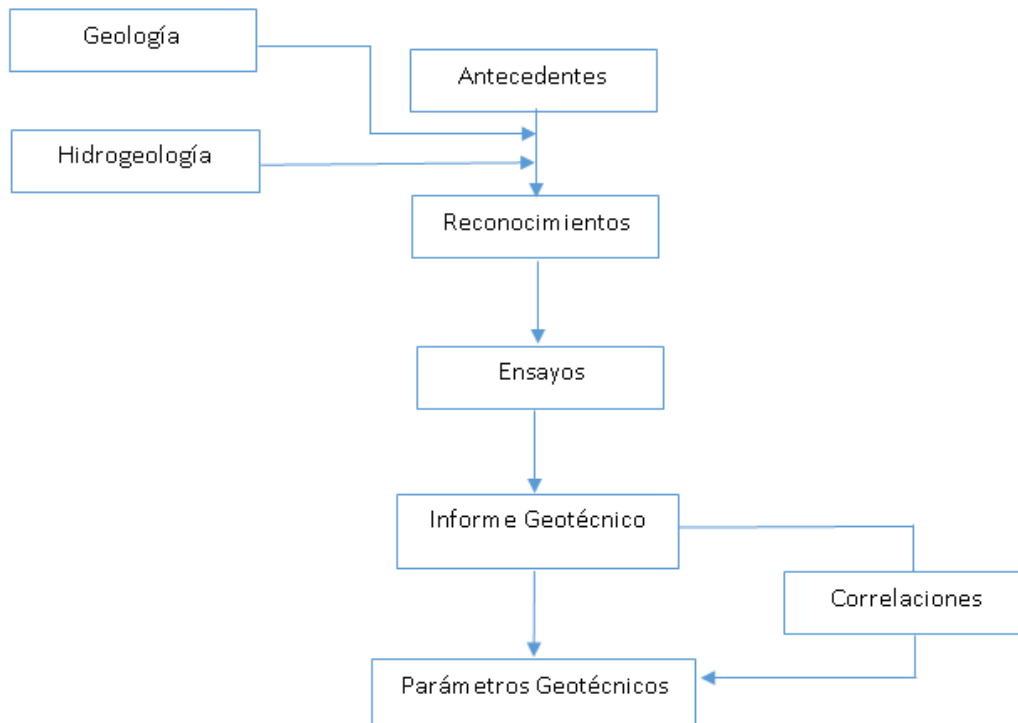 Geología
Antecedentes
Hidrogeología
Reconocimientos
Ensayos
Informe Geotécnico
Correlaciones
Parámetros Geotécnicos